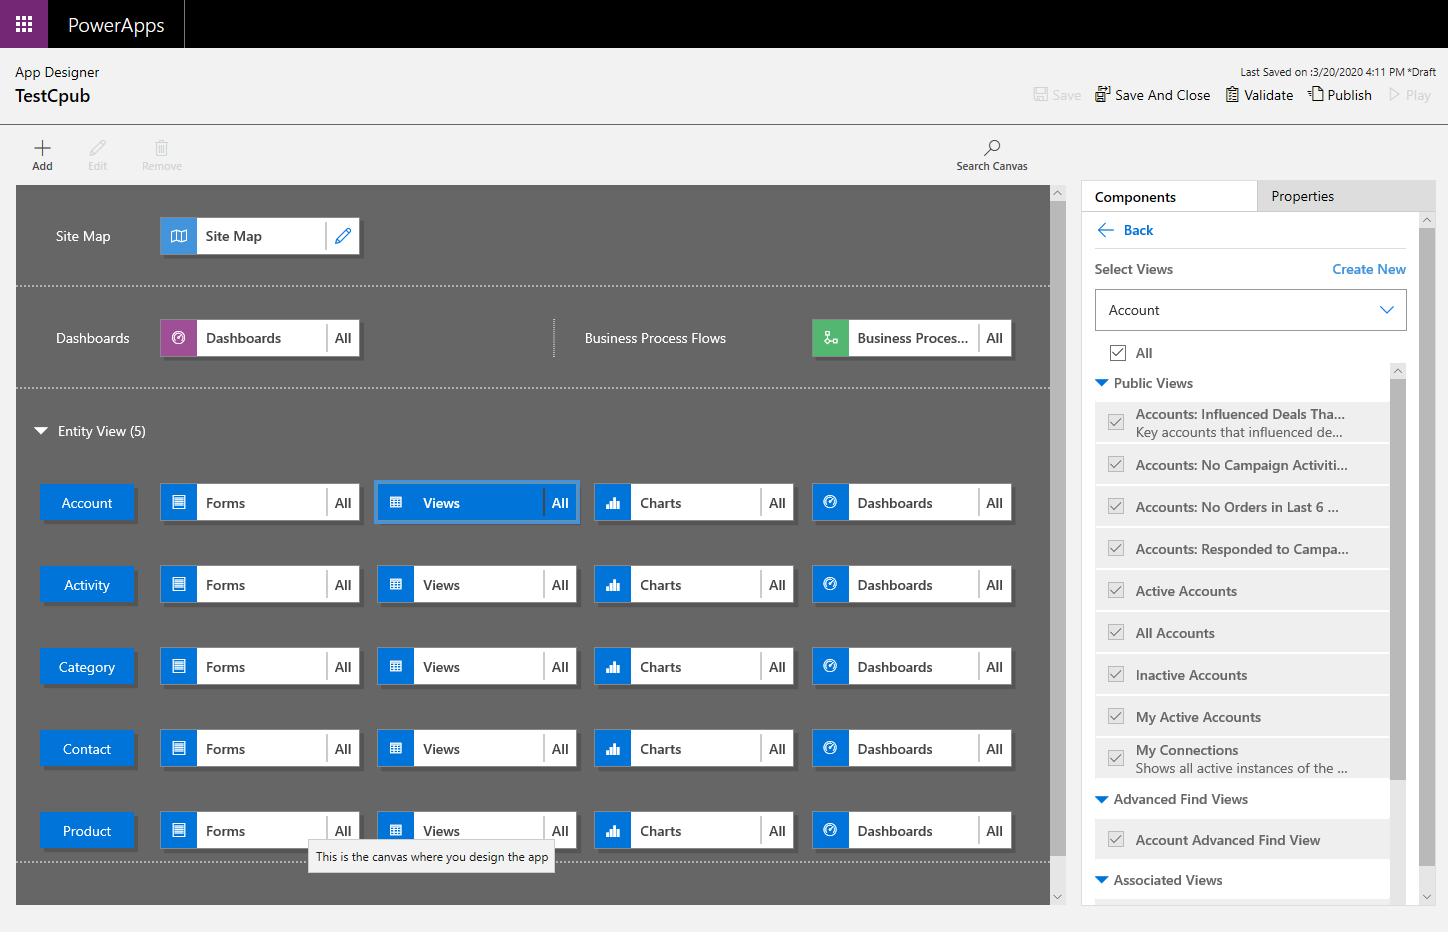 PowerApps
App Designer
TestCpub
Last Saved on :3/20/2020 4:11 PM *Draft
Save
Save And Close
Validate
Publish
Play
Add
Edit
Remove
Search Canvas
Site Map
Site Map
Dashboards
Dashboards
All
Business Process Flows
Business Proces...
All
Entity View (5)
Account
Forms
All
Views
All
Charts
All
Dashboards
All
Activity
Forms
All
Views
All
Charts
All
Dashboards
All
Category
Forms
All
Views
All
Charts
All
Dashboards
All
Contact
Forms
All
Views
All
Charts
All
Dashboards
All
Product
Forms
All
Views
All
Charts
All
Dashboards
All
This is the canvas where you design the app
Components
Properties
Back
Select Views
Create New
Account
All
Public Views
Accounts: Influenced Deals Tha...
Key accounts that influenced de...
Accounts: No Campaign Activiti...
Accounts: No Orders in Last 6 ...
Accounts: Responded to Campa...
Active Accounts
All Accounts
Inactive Accounts
My Active Accounts
My Connections
Shows all active instances of the ...
Advanced Find Views
Account Advanced Find View
Associated Views